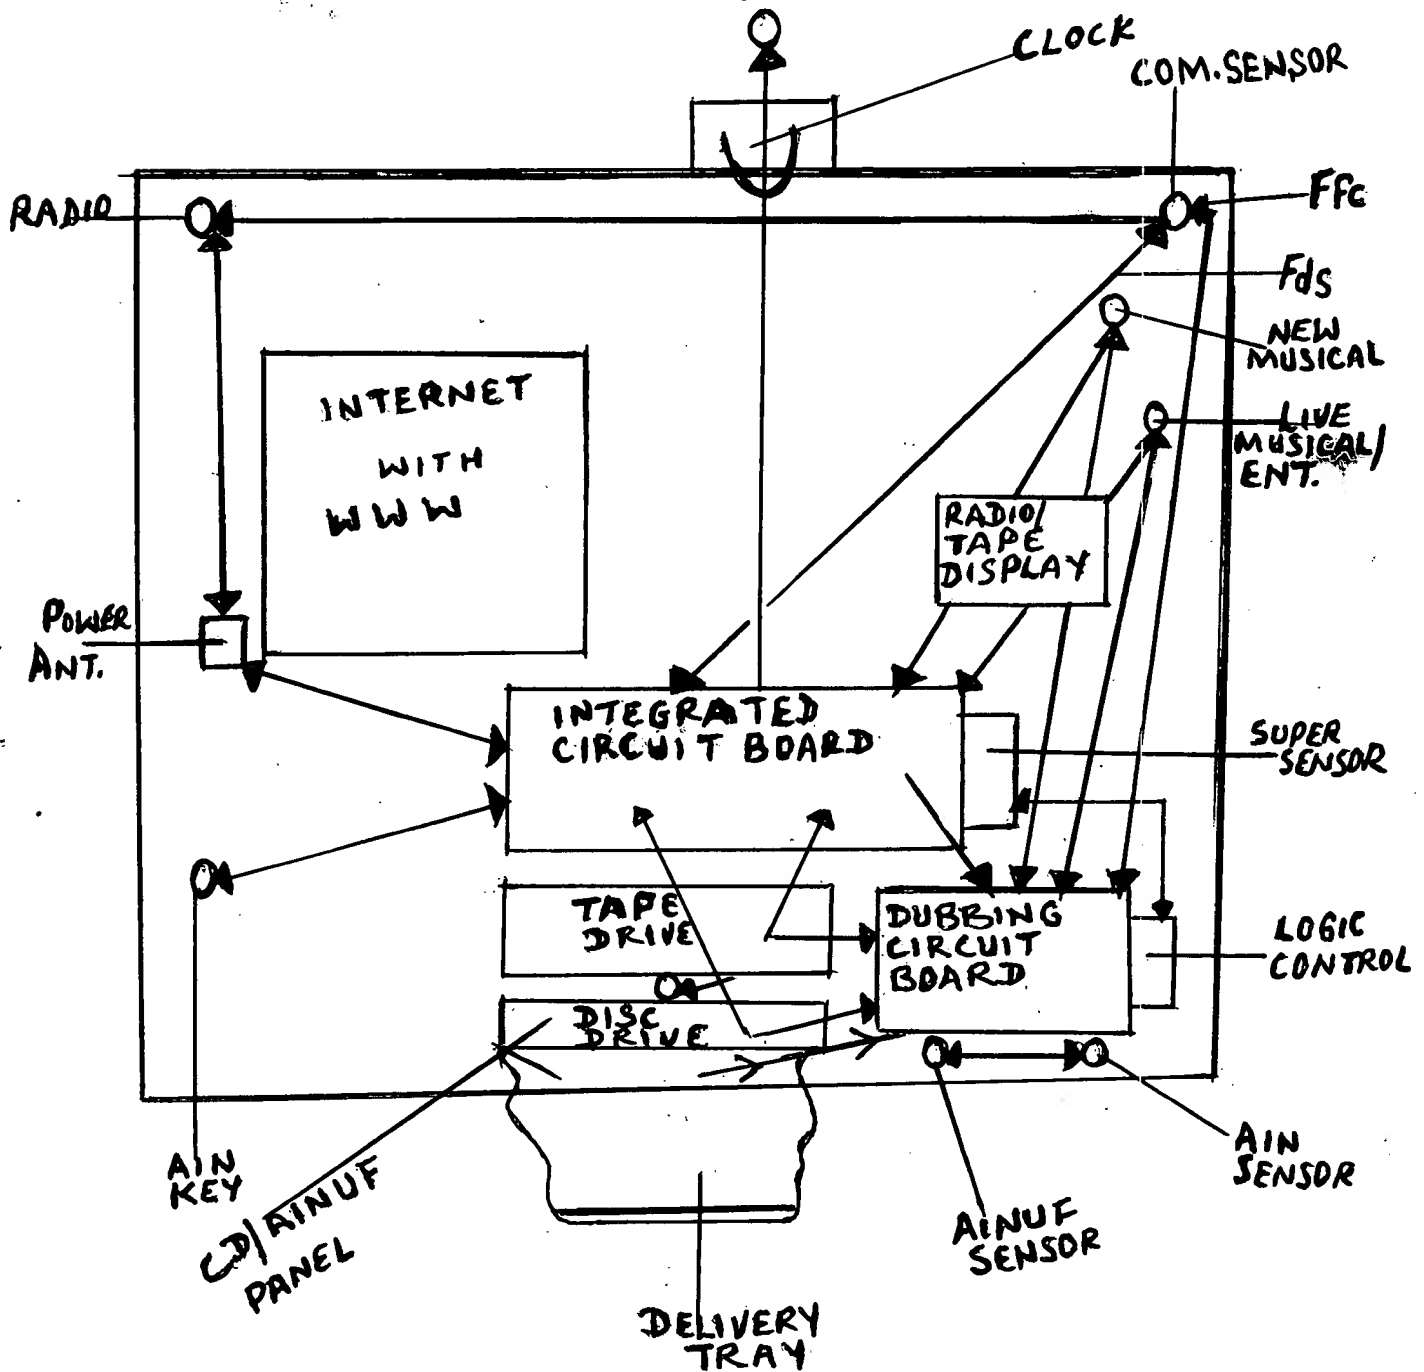 CLOCK
COM.SENSOR
RADIO
Ffc
Fds
NEW
MUSICAL
INTERNET
WITH
WWW
LIVE
MUSICAL/
ENT.
RADIO/
TAPE
DISPLAY
POWER
ANT.
INTEGRATED
CIRCUIT BOARD
SUPER
SENSOR
TAPE
DRIVE
DUBBING
CIRCUIT
BOARD
LOGIC
CONTROL
DISC
DRIVE
AIN
KEY
CD/AINUF
PANEL
AIN
SENSOR
AINUF
SENSOR
DELIVERY
TRAY